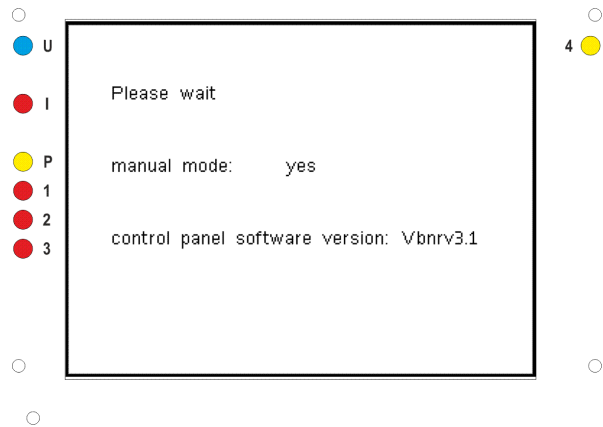 U
4
Please wait
I
P
manual mode: yes
1
2
control panel software version: Vbnrv3.1
3